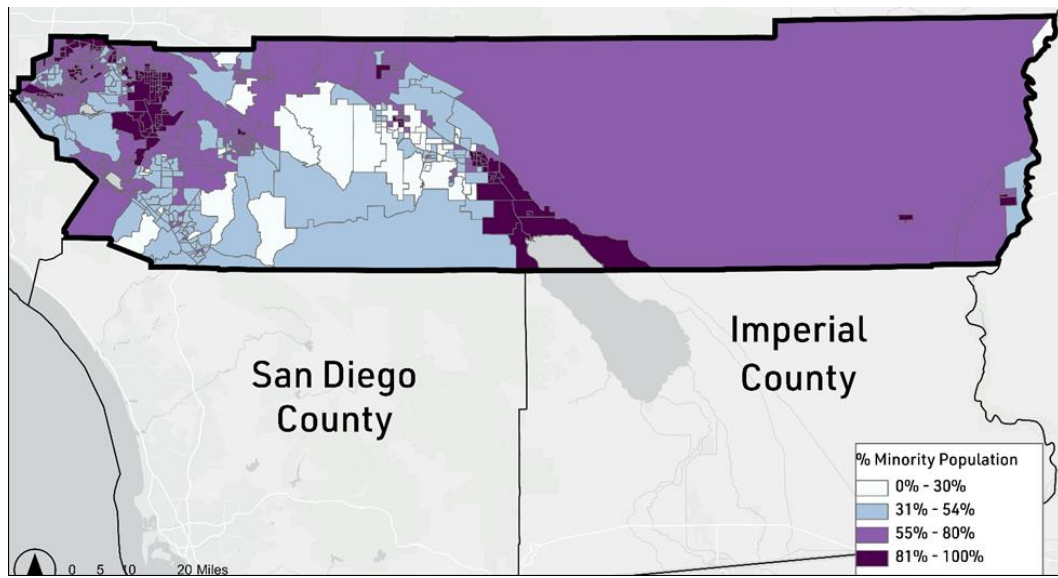 San Diego
County
Imperial
County
% Minority Population
0% - 30%
31% - 54%
55% - 80%
81% - 100%
0 5 10 20 Miles